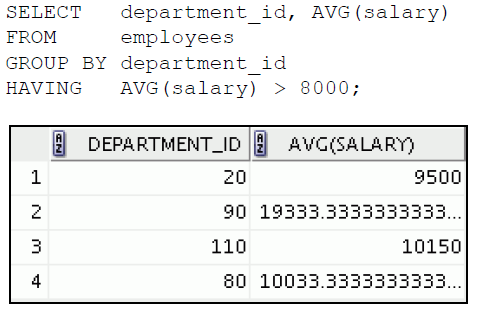 SELECT department_id, AVG(salary)
FROM employees
GROUP BY department_id
HAVING AVG(salary) > 8000;
DEPARTMENT_ID AVG(SALARY)
1 20 9500
2 90 19333.3333333333...
3 110 10150
4 80 10033.3333333333...